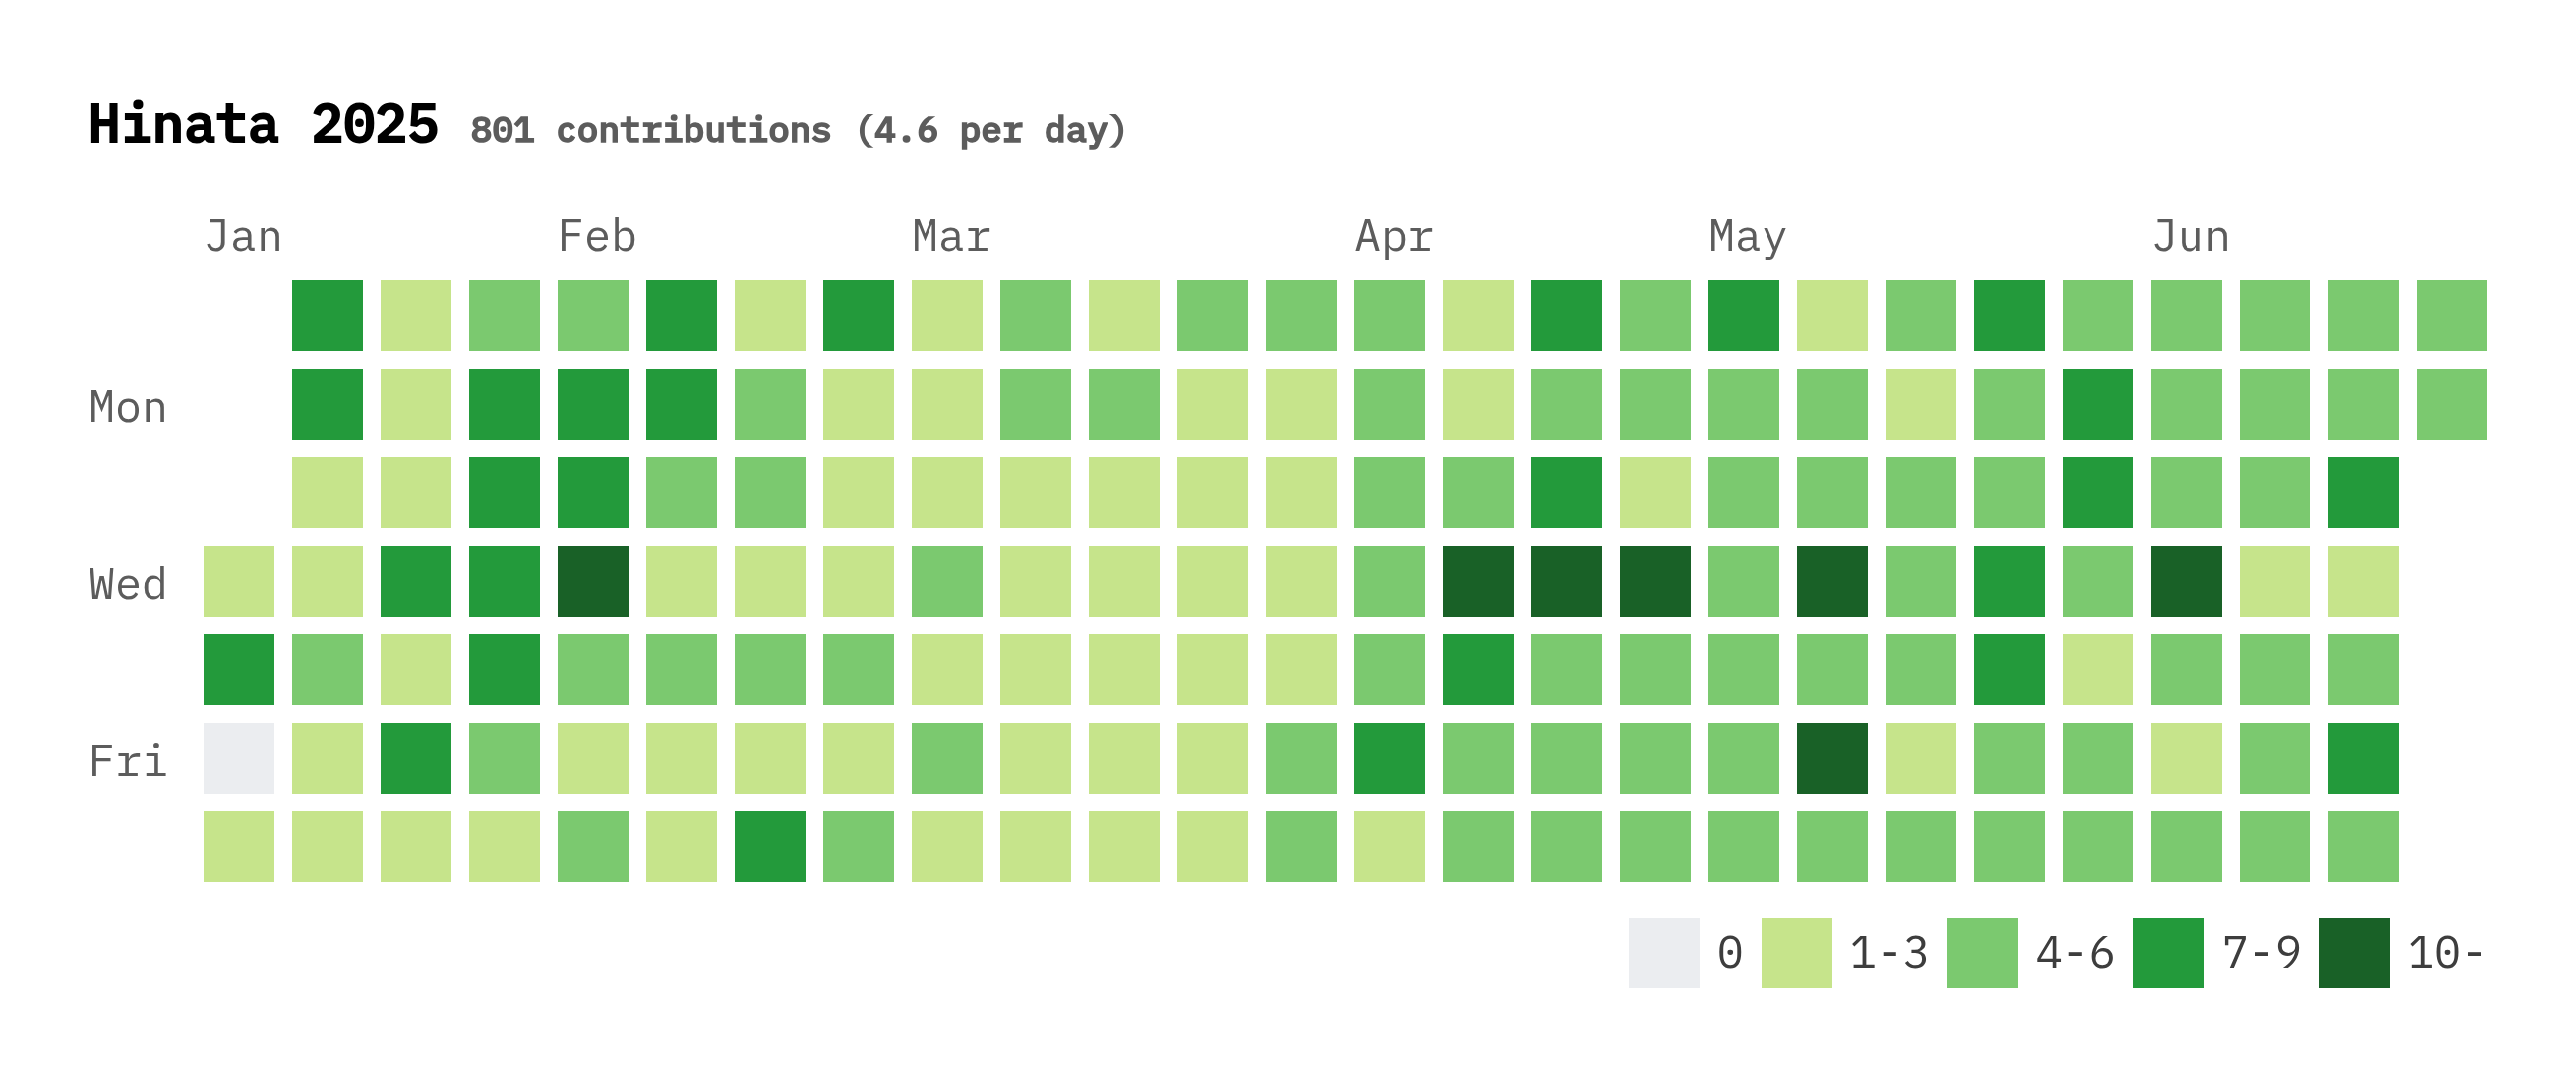 Hinata 2025 801 contributions (4.6 per day)
Jan Feb Mar Apr May Jun
Mon
Wed
Fri
0 1-3 4-6 7-9 10-